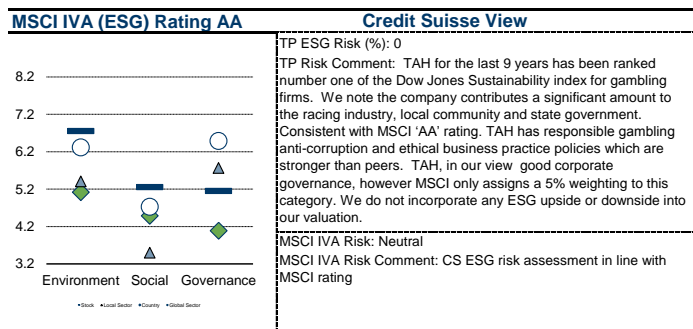 MSCI IVA (ESG) Rating AA
8.2
7.2
6.2
5.2
4.2
3.2
Environment Social Governance
Stock Local Sector Country Global Sector
Credit Suisse View
TP ESG Risk (%): 0
TP Risk Comment: TAH for the last 9 years has been ranked
number one of the Dow Jones Sustainability index for gambling
firms. We note the company contributes a significant amount to
the racing industry, local community and state government.
Consistent with MSCI ‘AA’ rating. TAH has responsible gambling
anti-corruption and ethical business practice policies which are
stronger than peers. TAH, in our view good corporate
governance, however MSCI only assigns a 5% weighting to this
category. We do not incorporate any ESG upside or downside into
our valuation.
MSCI IVA Risk: Neutral
MSCI IVA Risk Comment: CS ESG risk assessment in line with
MSCI rating